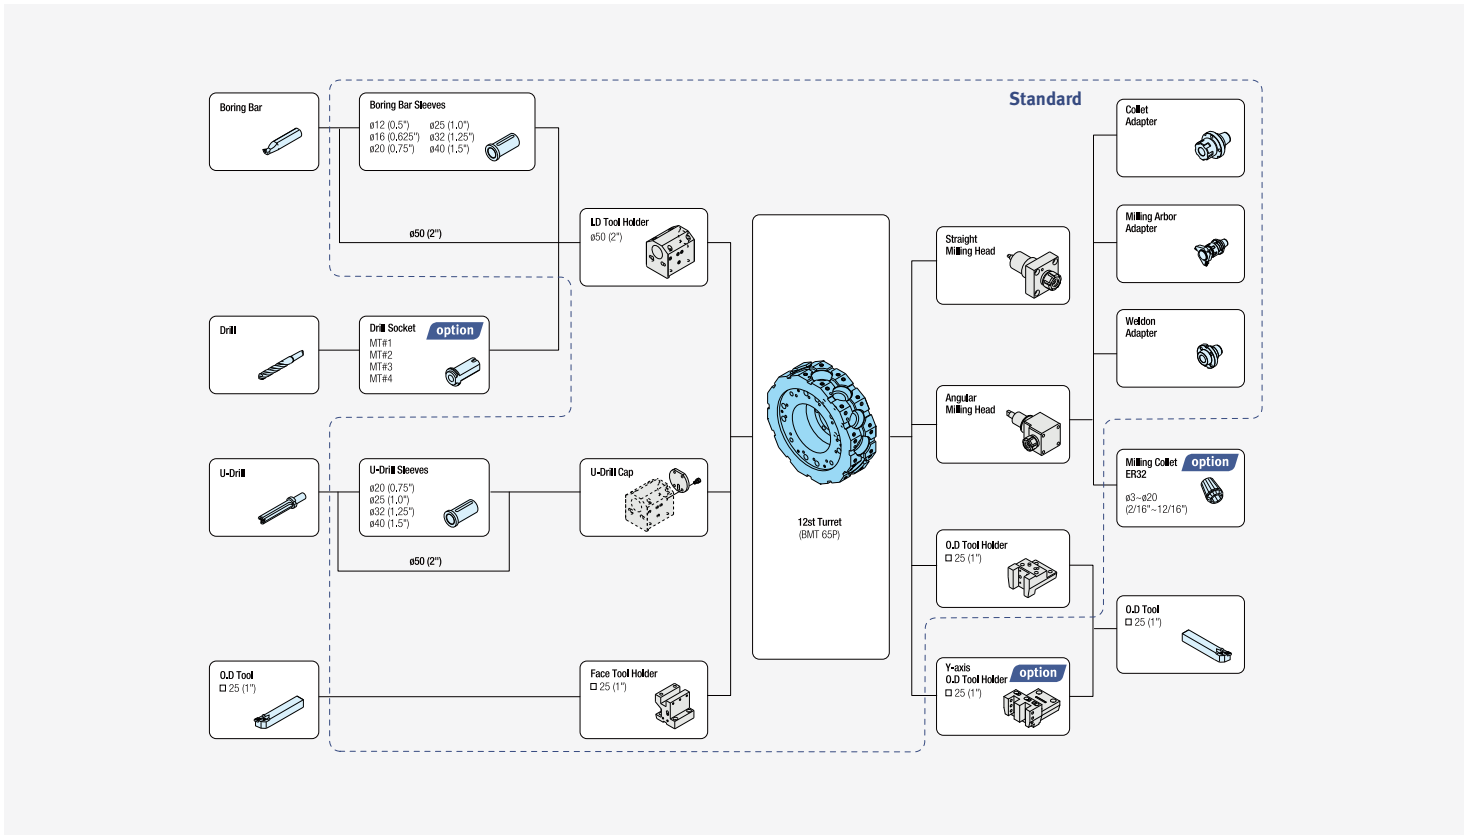 Standard
Boring Bar
Boring Bar Sleeves
ø12 (0.5") ø25 (1.0")
ø16 (0.625") ø32 (1.25")
ø20 (0.75") ø40 (1.5")
ø50 (2")
I.D Tool Holder
ø50 (2")
Drill
Drill Socket
option
MT#1
MT#2
MT#3
MT#4
U-Drill
U-Drill Sleeves
ø20 (0.75")
ø25 (1.0")
ø32 (1.25")
ø40 (1.5")
ø50 (2")
U-Drill Cap
O.D Tool
□ 25 (1")
Face Tool Holder
□ 25 (1")
12st Turret
(BMT 65P)
Straight
Milling Head
Angular
Milling Head
O.D Tool Holder
□ 25 (1")
Y-axis
O.D Tool Holder
option
□ 25 (1")
Collet
Adapter
Milling Arbor
Adapter
Weldon
Adapter
Milling Collet
option
ER32
ø3~ø20
(2/16"~12/16")
O.D Tool
□ 25 (1")